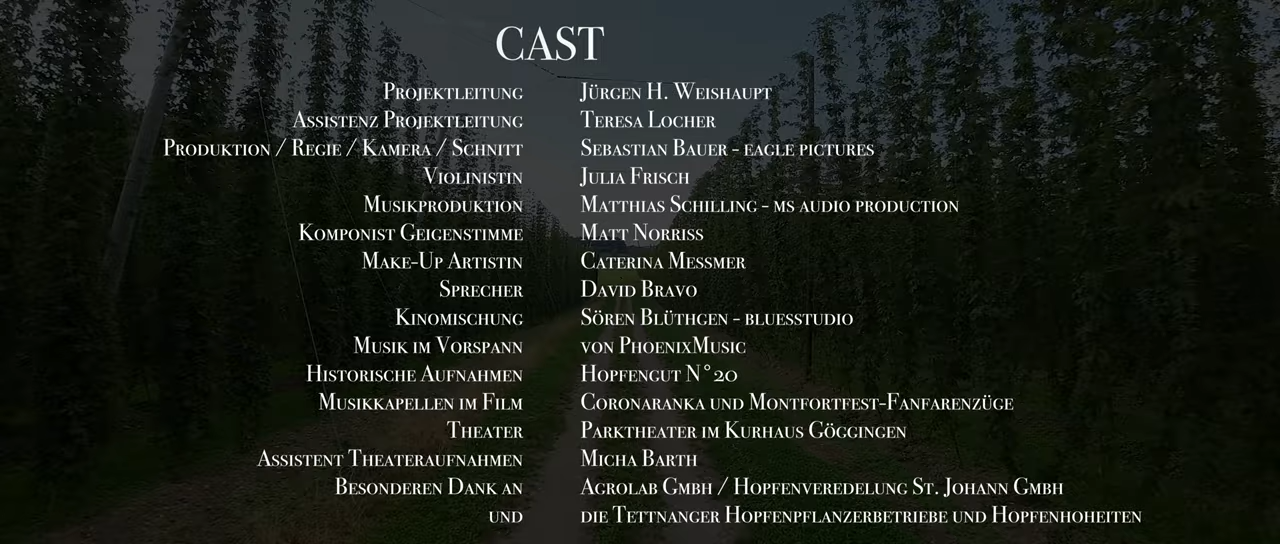 CAST
Projektleitung Jürgen H. Weishaupt
Assistenz Projektleitung Teresa Locher
Produktion / Regie / Kamera / Schnitt Sebastian Bauer - eagle pictures
Violinistin Julia Frisch
Musikproduktion Matthias Schilling - ms audio production
Komponist Geigenstimme Matt Norriss
Make-Up Artistin Caterina Messmer
Sprecher David Bravo
Kinomischung Sören Blüthgen - bluesstudio
Musik im Vorspann von PhoenixMusic
Historische Aufnahmen Hopfengut N°20
Musikkapellen im Film Coronaranka und Montfortfest-Fanfarenzüge
Theater Parktheater im Kurhaus Göggingen
Assistent Theateraufnahmen Micha Barth
Besonderen Dank an Agrolab GmbH / Hopfenveredelung St. Johann GmbH
und die Tettnanger Hopfenpflanzerbetriebe und Hopfenhoheiten